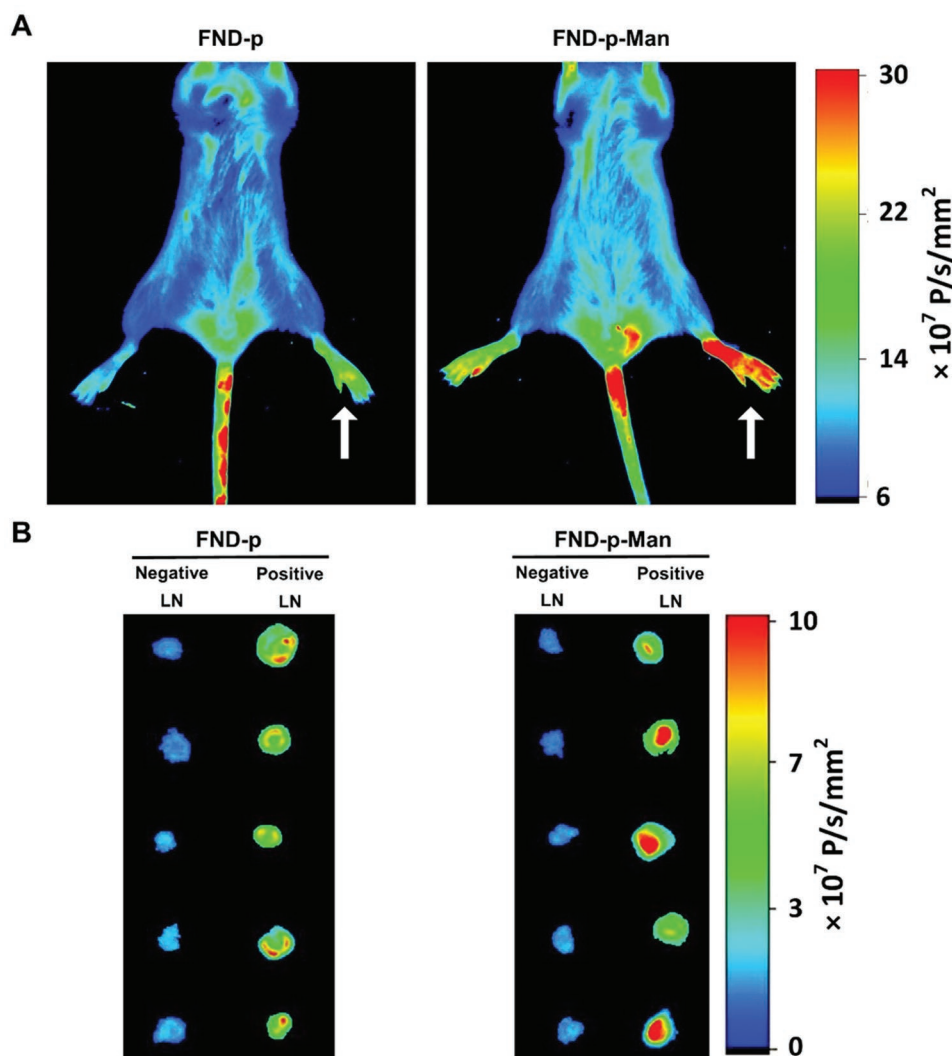 A
FND-p
FND-p-Man
30
22
14
6
× 10⁷ P/s/mm²
B
FND-p
FND-p-Man
Negative
LN
Positive
LN
Negative
LN
Positive
LN
10
7
3
0
× 10⁷ P/s/mm²